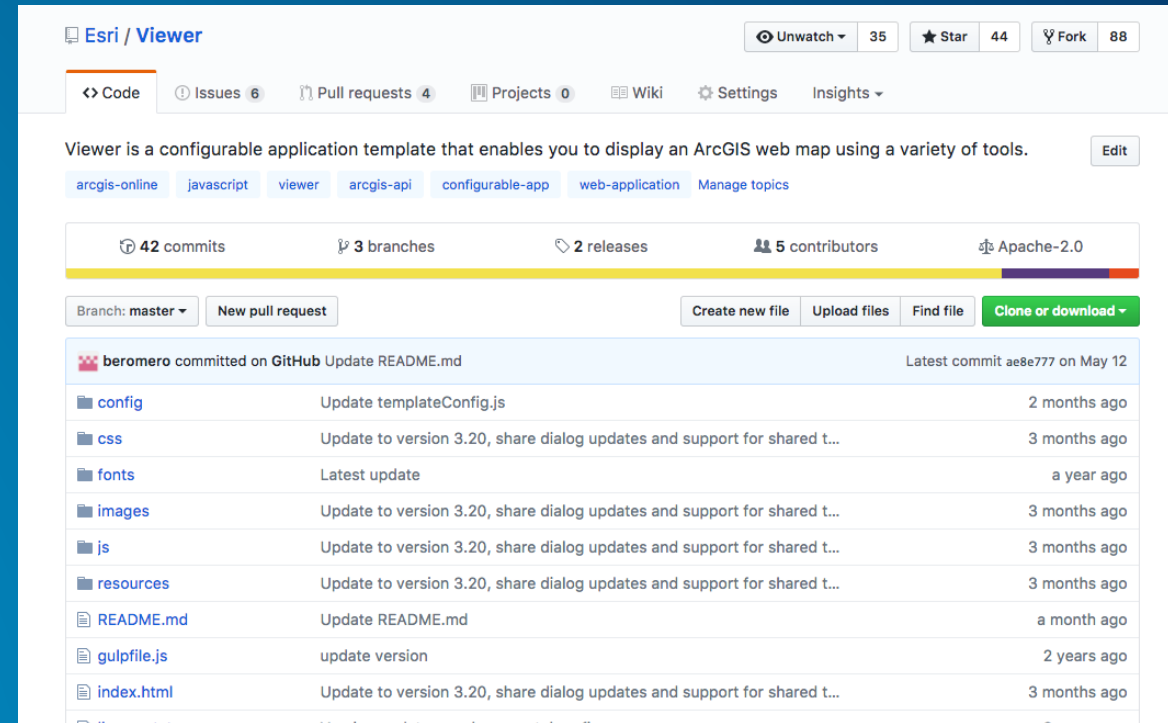 Esri / Viewer
Unwatch 35 Star 44 Fork 88
Code Issues 6 Pull requests 4 Projects 0 Wiki Settings Insights
Viewer is a configurable application template that enables you to display an ArcGIS web map using a variety of tools. Edit
arcgis-online javascript viewer arcgis-api configurable-app web-application Manage topics
42 commits 3 branches 2 releases 5 contributors Apache-2.0
Branch: master New pull request Create new file Upload files Find file Clone or download
beromero committed on GitHub Update README.md Latest commit ae8e777 on May 12
config Update templateConfig.js 2 months ago
css Update to version 3.20, share dialog updates and support for shared t... 3 months ago
fonts Latest update a year ago
images Update to version 3.20, share dialog updates and support for shared t... 3 months ago
js Update to version 3.20, share dialog updates and support for shared t... 3 months ago
resources Update to version 3.20, share dialog updates and support for shared t... 3 months ago
README.md Update README.md a month ago
gulpfile.js update version 2 years ago
index.html Update to version 3.20, share dialog updates and support for shared t... 3 months ago